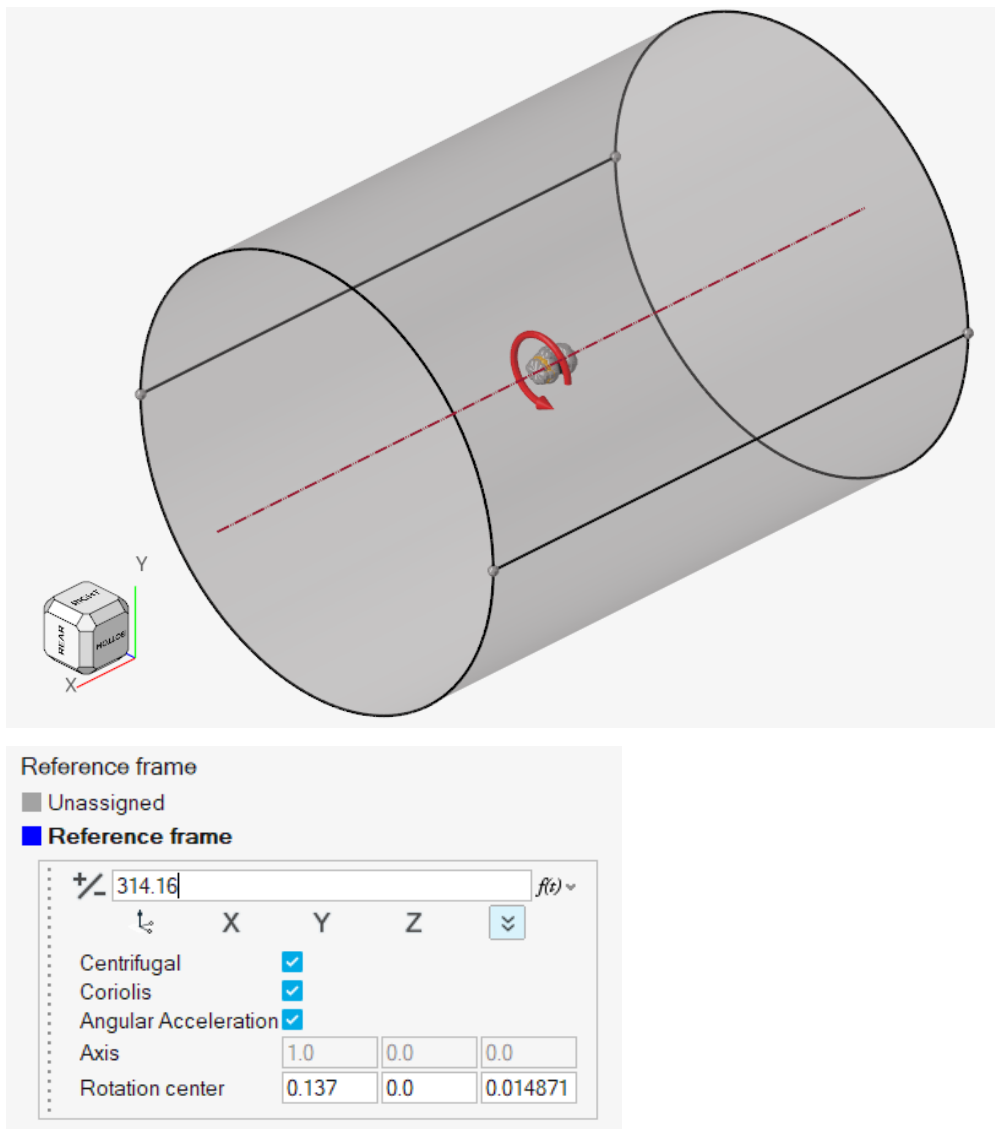 Y
RIGHT
REAR
BOTTOM
X
Reference frame
Unassigned
Reference frame
+/- 314.16 f(t)
X Y Z
Centrifugal
Coriolis
Angular Acceleration
Axis 1.0 0.0 0.0
Rotation center 0.137 0.0 0.014871